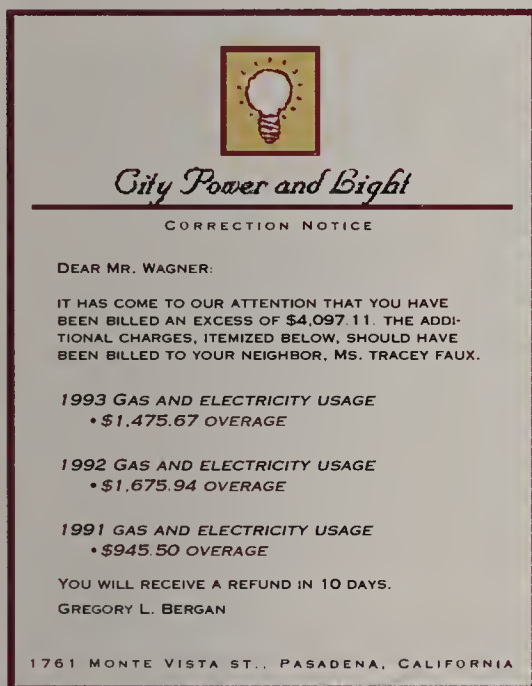 City Power and Light
CORRECTION NOTICE
DEAR MR. WAGNER:
IT HAS COME TO OUR ATTENTION THAT YOU HAVE
BEEN BILLED AN EXCESS OF $4,097.11. THE ADDI-
TIONAL CHARGES, ITEMIZED BELOW, SHOULD HAVE
BEEN BILLED TO YOUR NEIGHBOR, MS. TRACEY FAUX.
1993 GAS AND ELECTRICITY USAGE
• $1,475.67 OVERAGE
1992 GAS AND ELECTRICITY USAGE
• $1,675.94 OVERAGE
1991 GAS AND ELECTRICITY USAGE
• $945.50 OVERAGE
YOU WILL RECEIVE A REFUND IN 10 DAYS.
GREGORY L. BERGAN
1761 MONTE VISTA ST., PASADENA, CALIFORNIA